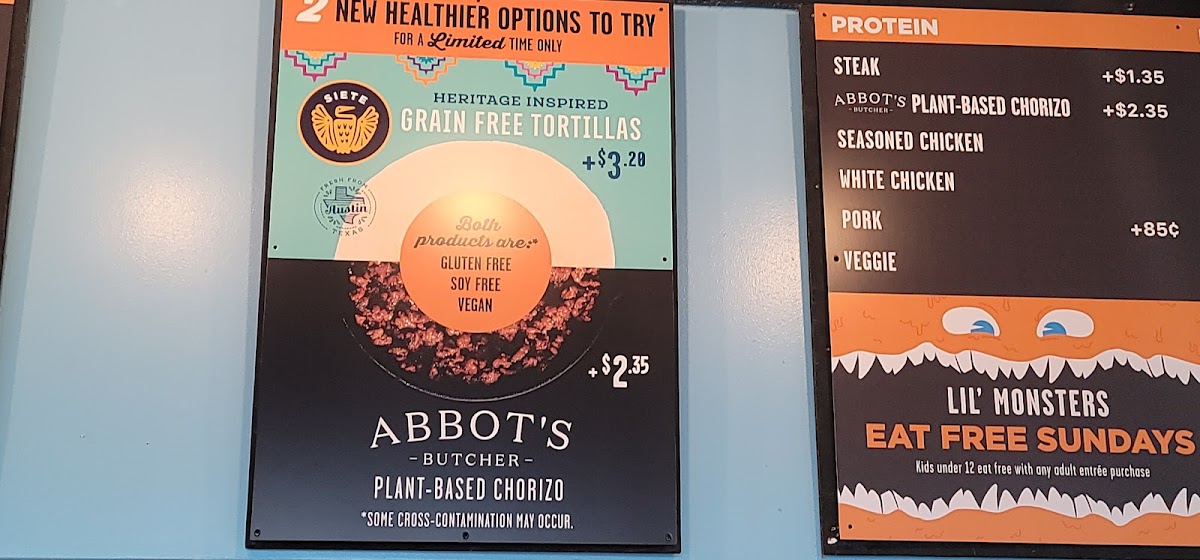 2 NEW HEALTHIER OPTIONS TO TRY
FOR A Limited TIME ONLY
SIETE
HERITAGE INSPIRED
GRAIN FREE TORTILLAS
+$3.20
FRESH FROM
Austin
TEXAS
Both
products are:*
GLUTEN FREE
SOY FREE
VEGAN
+$2.35
ABBOT'S
-BUTCHER-
PLANT-BASED CHORIZO
*SOME CROSS-CONTAMINATION MAY OCCUR.
PROTEIN
STEAK +$1.35
ABBOT'S -BUTCHER- PLANT-BASED CHORIZO +$2.35
SEASONED CHICKEN
WHITE CHICKEN
PORK +85¢
VEGGIE
LIL' MONSTERS
EAT FREE SUNDAYS
Kids under 12 eat free with any adult entrée purchase